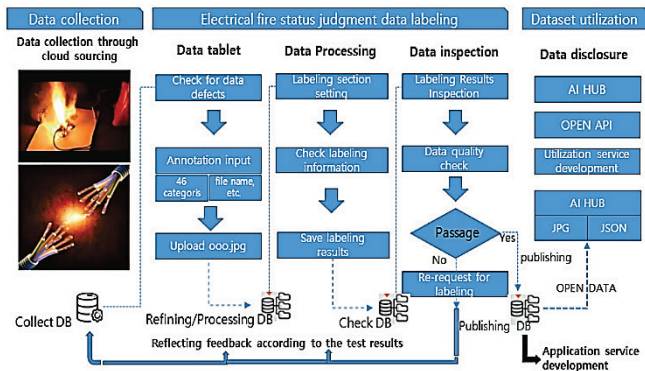 Data collection
Electrical fire status judgment data labeling
Dataset utilization
Data collection through
cloud sourcing
Data tablet
Data Processing
Data inspection
Data disclosure
Check for data
defects
Annotation input
46
categoris
file name,
etc.
Upload ooo.jpg
Labeling section
setting
Check labeling
information
Save labeling
results
Labeling Results
Inspection
Data quality
check
Passage
No
Yes
Re-request for
labeling
publishing
AI HUB
OPEN API
Utilization service
development
AI HUB
JPG
JSON
OPEN DATA
Collect DB
Refining/Processing DB
Check DB
Publishing DB
Reflecting feedback according to the test results
Application service
development